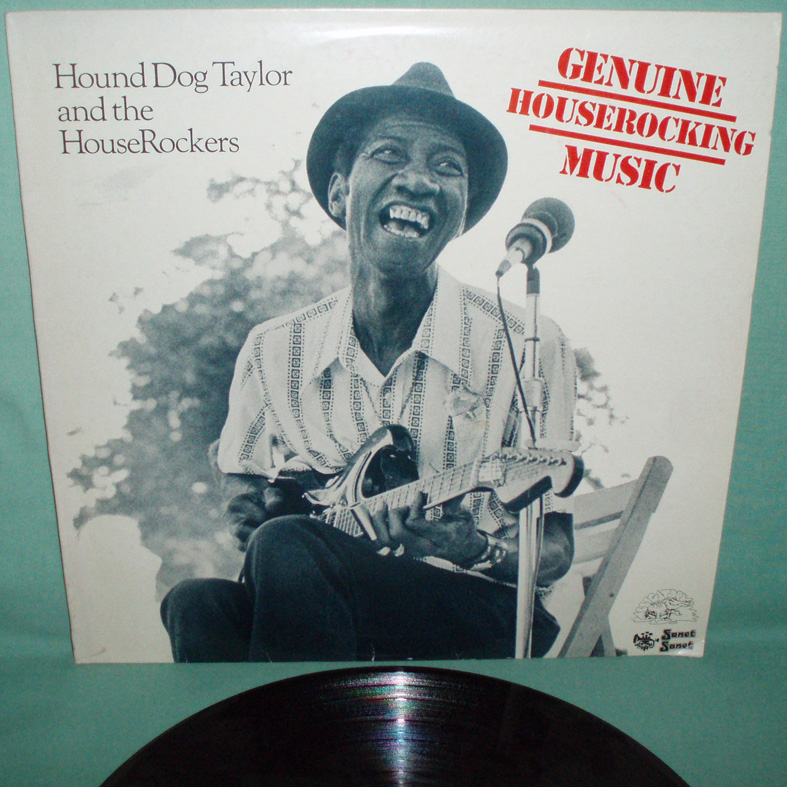 Hound Dog Taylor
and the
HouseRockers
GENUINE
HOUSEROCKING
MUSIC
Sonet
Sonet